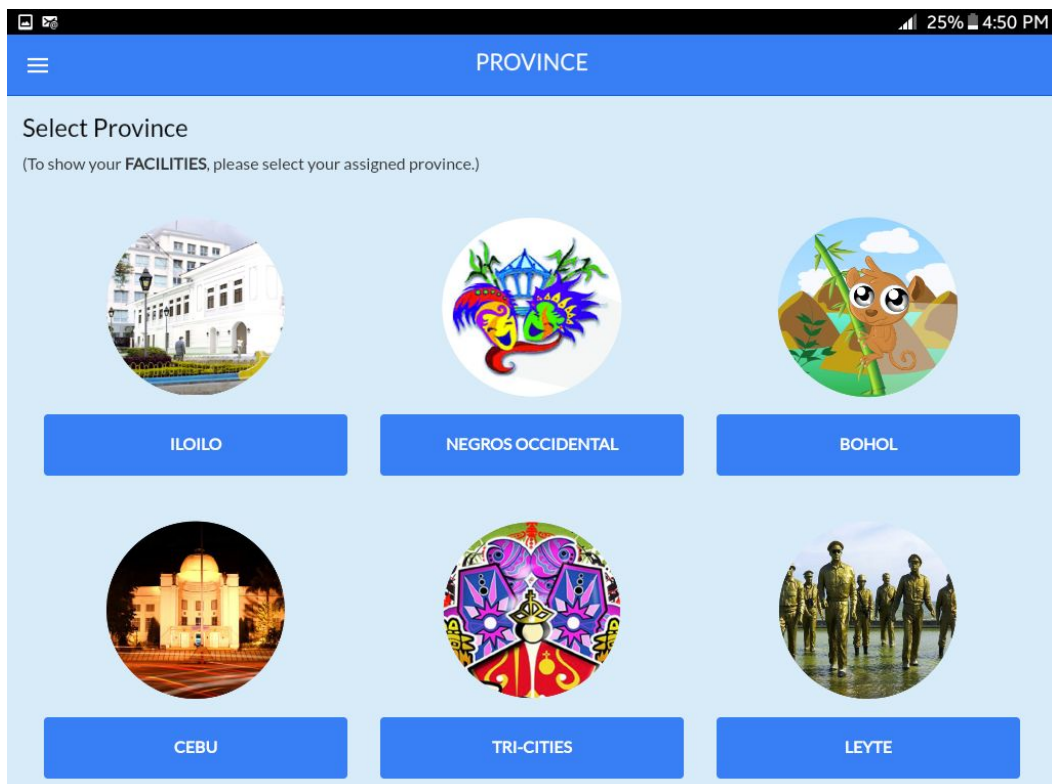 25% 4:50 PM
PROVINCE
Select Province
(To show your FACILITIES, please select your assigned province.)
ILOILO
NEGROS OCCIDENTAL
BOHOL
CEBU
TRI-CITIES
LEYTE